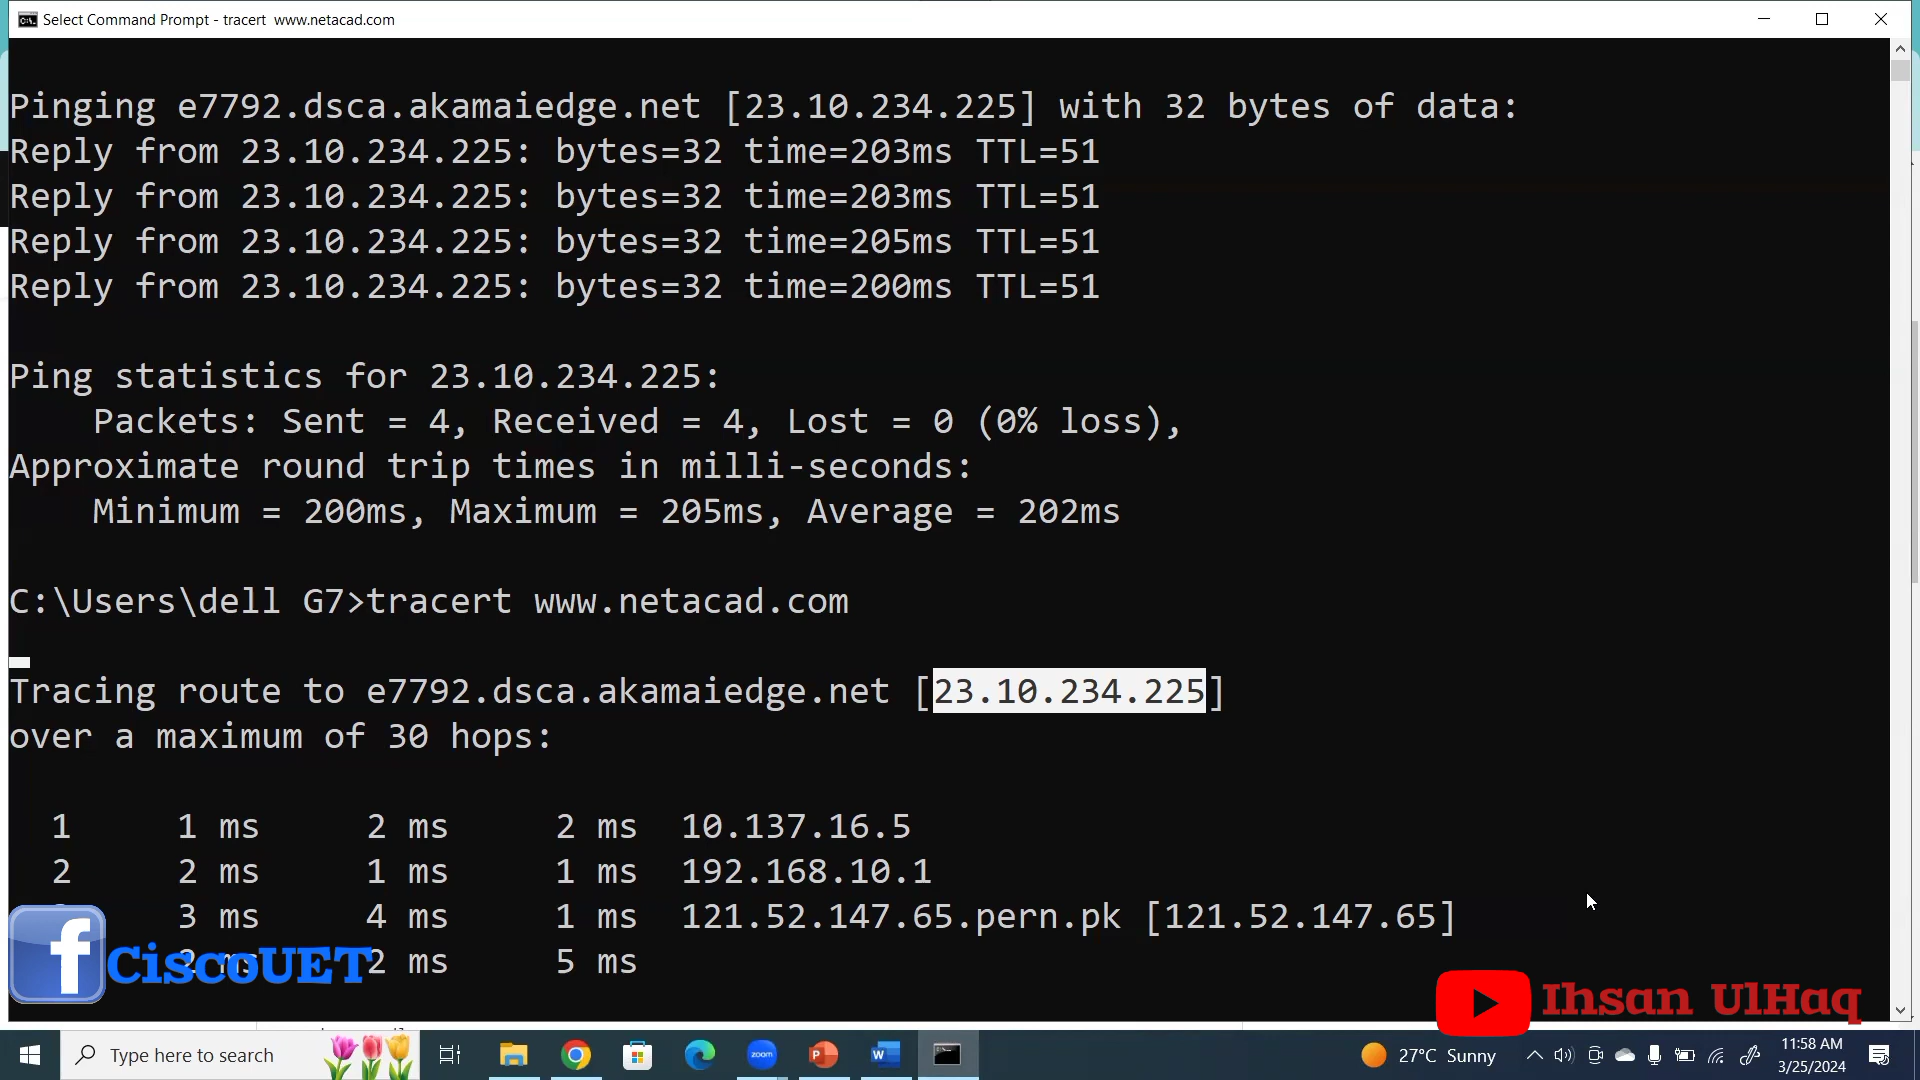 Select Command Prompt - tracert  www.netacad.com
Pinging e7792.dsca.akamaiedge.net [23.10.234.225] with 32 bytes of data:
Reply from 23.10.234.225: bytes=32 time=203ms TTL=51
Reply from 23.10.234.225: bytes=32 time=203ms TTL=51
Reply from 23.10.234.225: bytes=32 time=205ms TTL=51
Reply from 23.10.234.225: bytes=32 time=200ms TTL=51
Ping statistics for 23.10.234.225:
Packets: Sent = 4, Received = 4, Lost = 0 (0% loss),
Approximate round trip times in milli-seconds:
Minimum = 200ms, Maximum = 205ms, Average = 202ms
C:\Users\dell G7>tracert www.netacad.com
Tracing route to e7792.dsca.akamaiedge.net [23.10.234.225]
over a maximum of 30 hops:
1 1 ms 2 ms 2 ms 10.137.16.5
2 2 ms 1 ms 1 ms 192.168.10.1
3 ms 4 ms 1 ms 121.52.147.65.pern.pk [121.52.147.65]
2 ms 2 ms 5 ms
f CiscoUET
Ihsan UlHaq
Type here to search
zoom
27°C Sunny
11:58 AM
3/25/2024